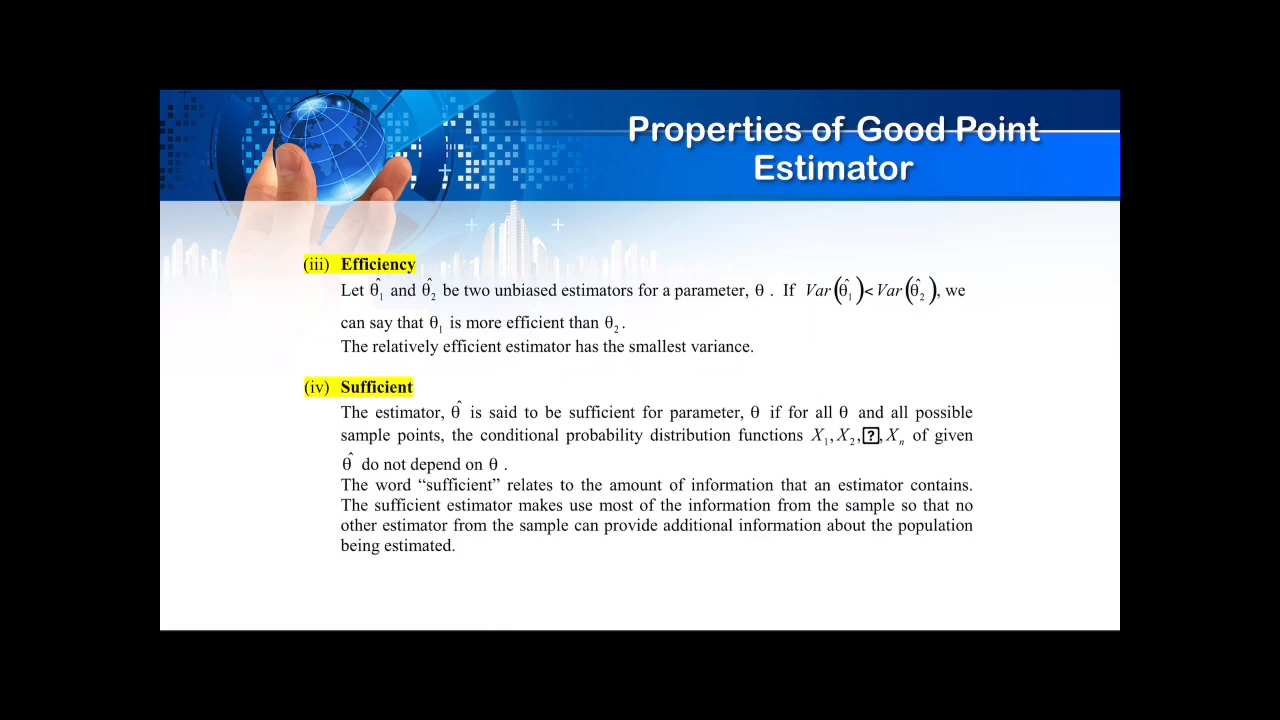 Properties of Good Point
Estimator
(iii) Efficiency
Let θ̂₁ and θ̂₂ be two unbiased estimators for a parameter, θ . If Var(θ̂₁) < Var(θ̂₂), we
can say that θ₁ is more efficient than θ₂.
The relatively efficient estimator has the smallest variance.
(iv) Sufficient
The estimator, θ̂ is said to be sufficient for parameter, θ if for all θ and all possible
sample points, the conditional probability distribution functions X₁, X₂,⍰, Xₙ of given
θ̂ do not depend on θ .
The word “sufficient” relates to the amount of information that an estimator contains.
The sufficient estimator makes use most of the information from the sample so that no
other estimator from the sample can provide additional information about the population
being estimated.